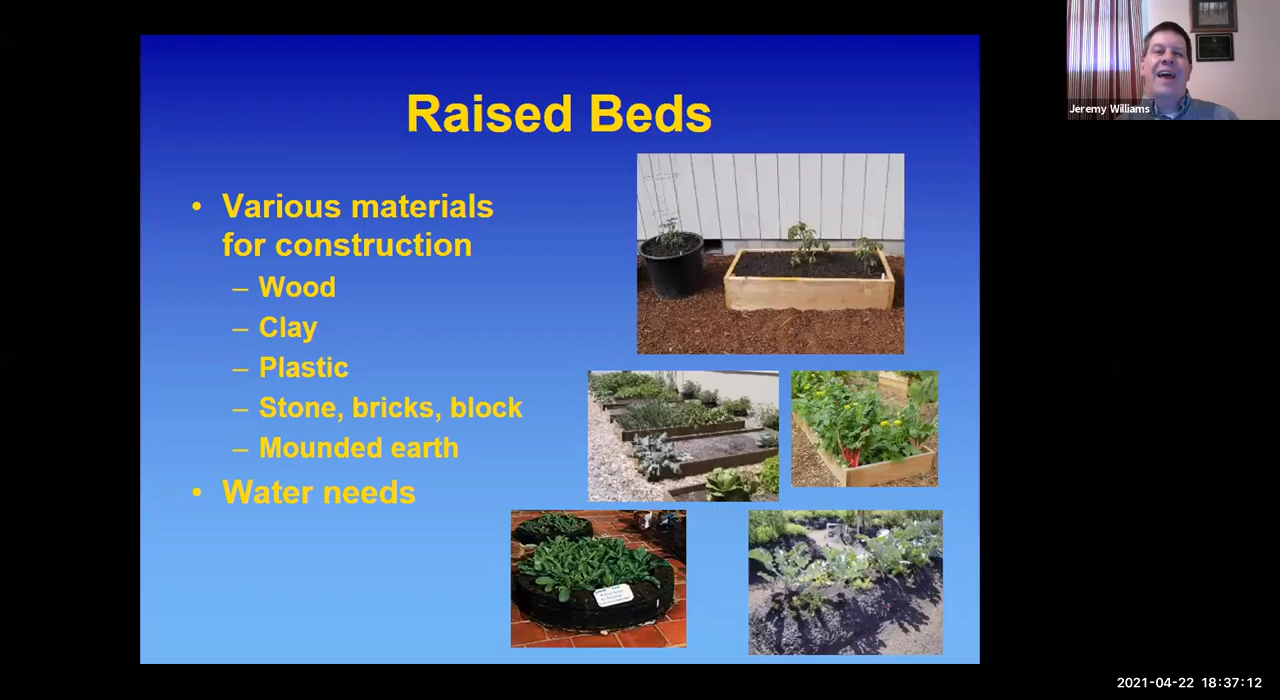 Raised Beds
• Various materials
for construction
– Wood
– Clay
– Plastic
– Stone, bricks, block
– Mounded earth
• Water needs
Jeremy Williams
2021-04-22 18:37:12